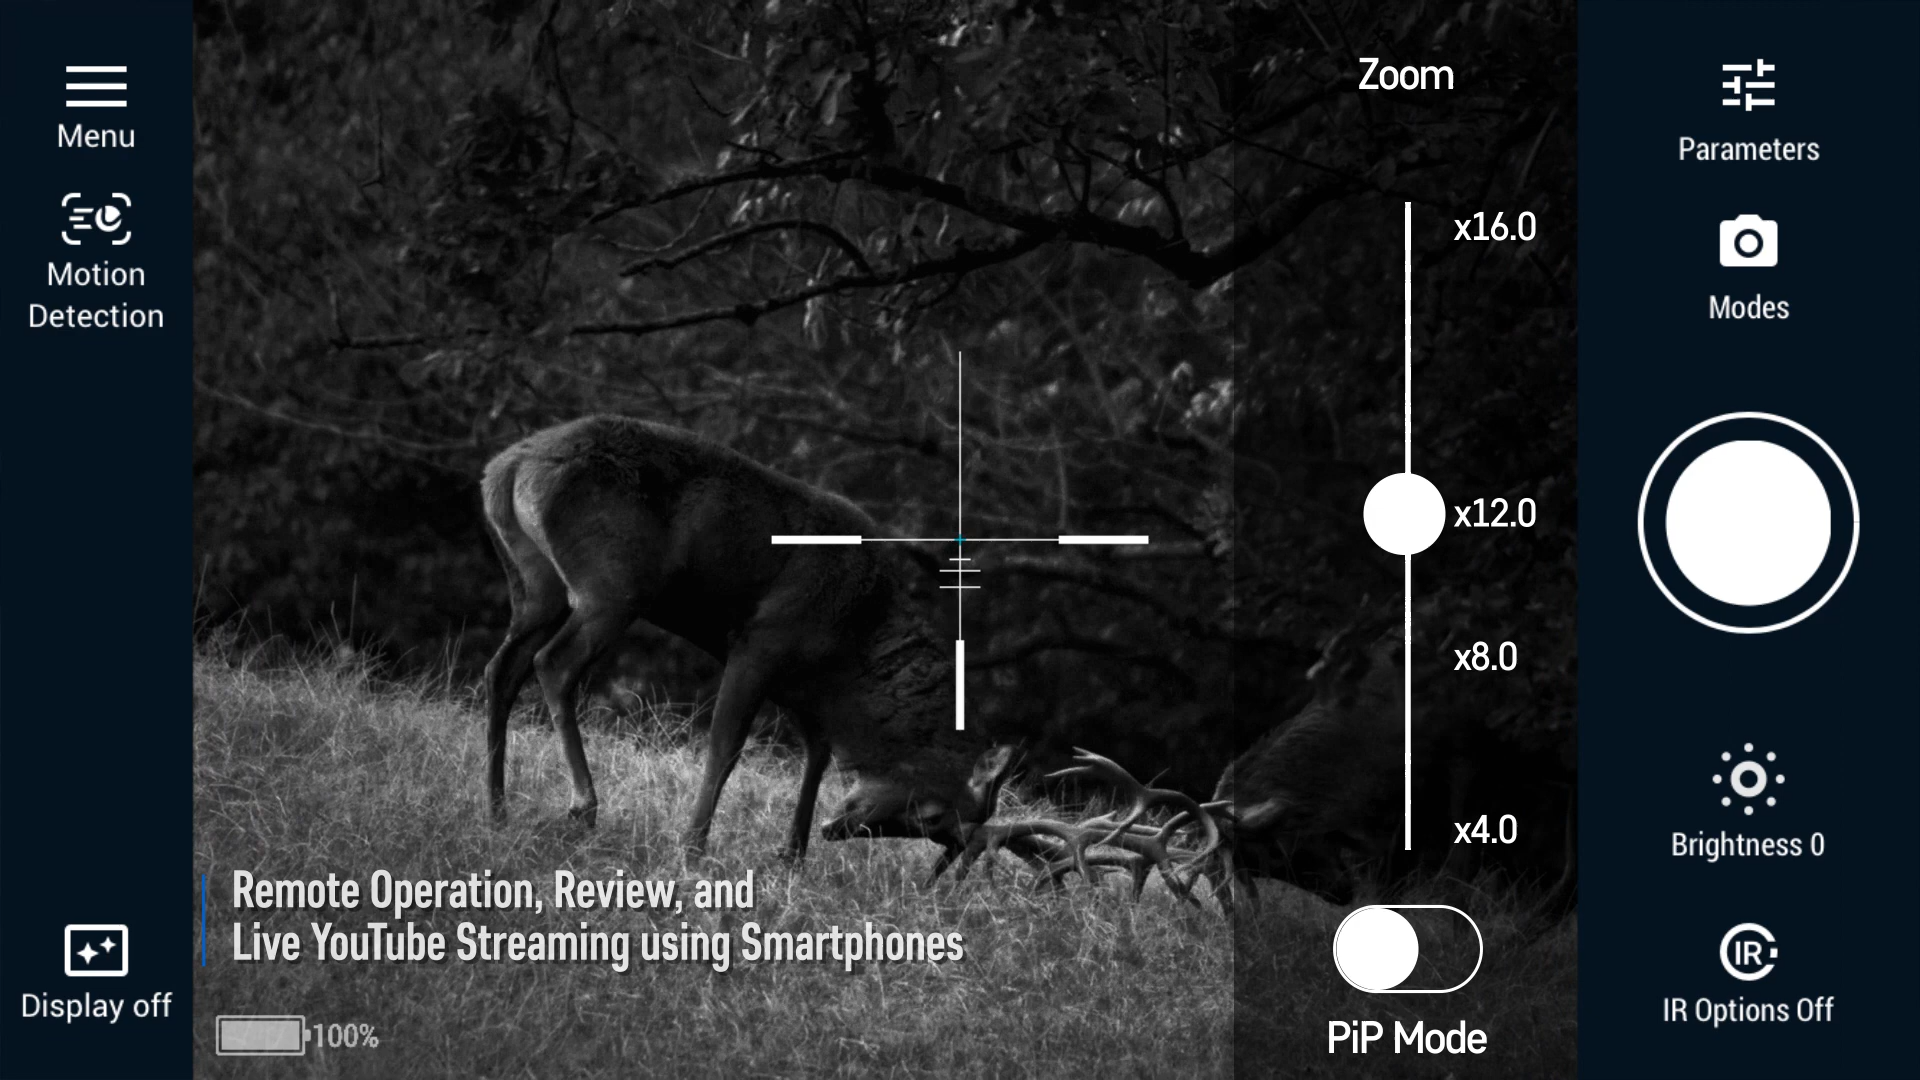 Menu
Motion
Detection
Display off
Remote Operation, Review, and
Live YouTube Streaming using Smartphones
100%
Zoom
x16.0
x12.0
x8.0
x4.0
PiP Mode
Parameters
Modes
Brightness 0
IR
IR Options Off